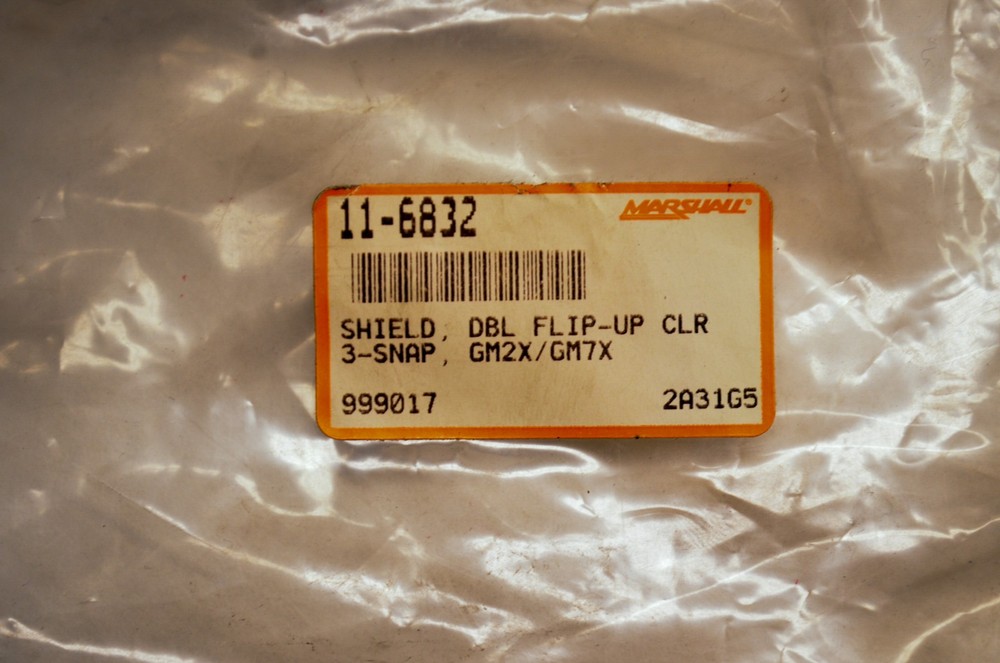 11-6832
MARSHALL®
SHIELD, DBL FLIP-UP CLR
3-SNAP, GM2X/GM7X
999017 2A31G5